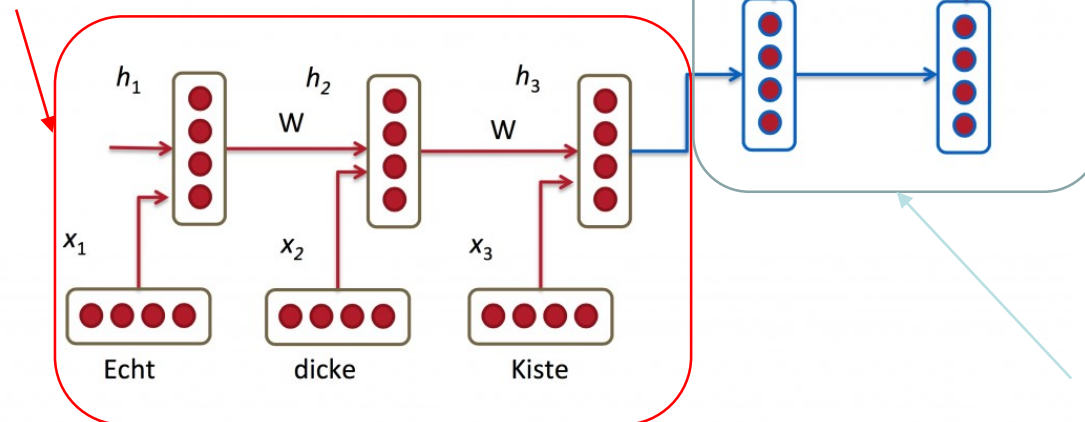 h₁ h₂ h₃
W W
x₁ x₂ x₃
Echt dicke Kiste